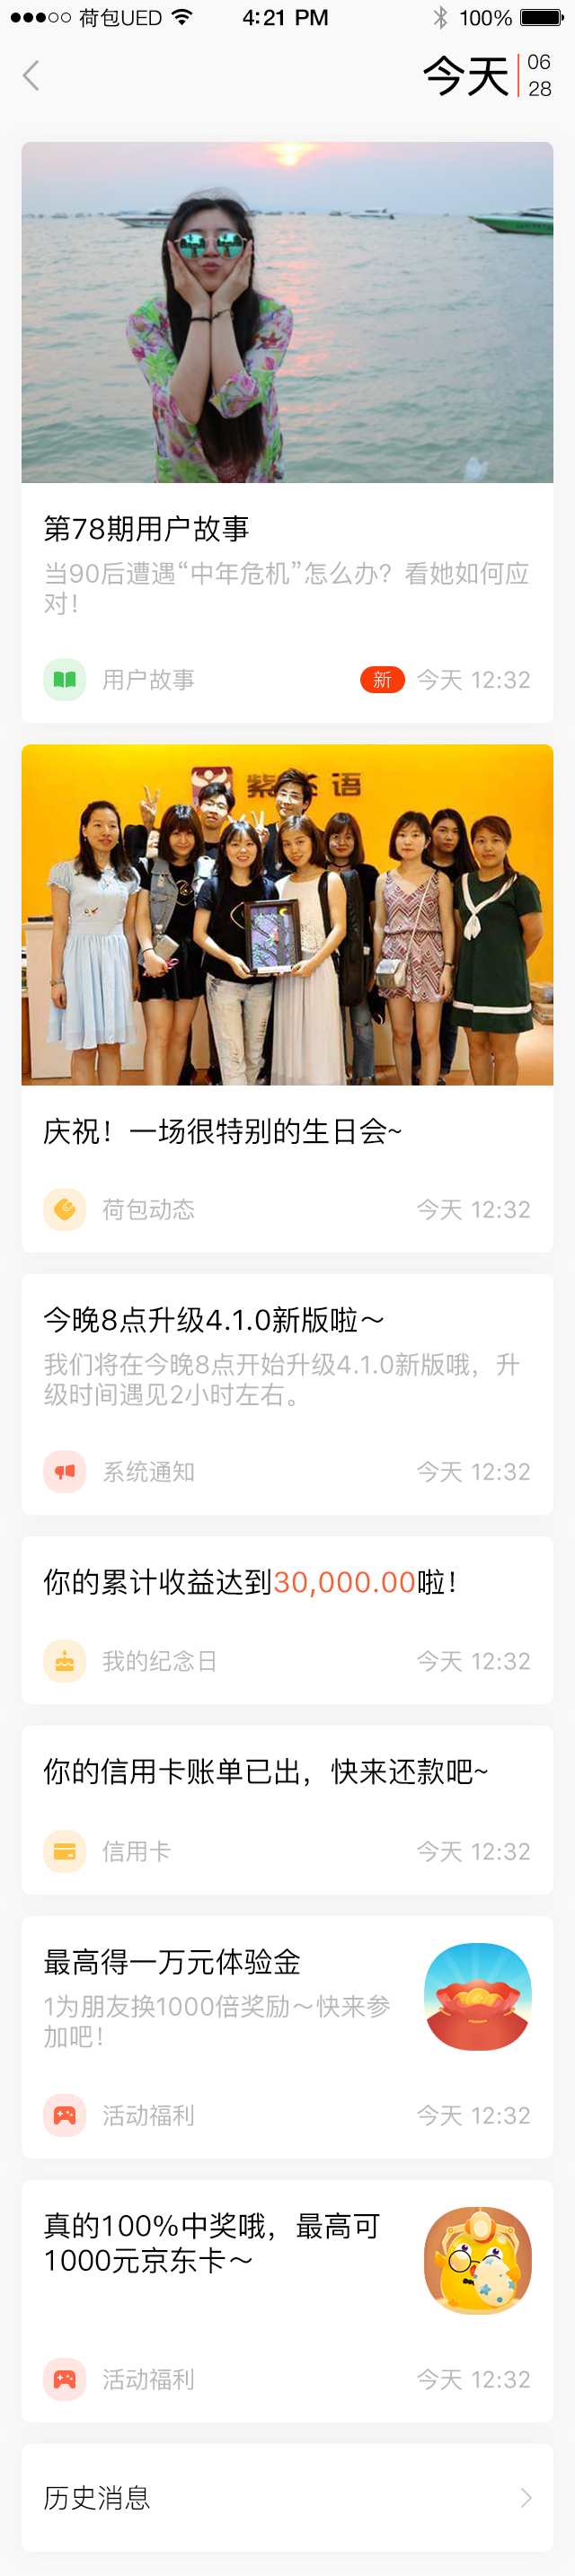 荷包UED 4:21 PM 100%
今天 06
28
第78期用户故事
当90后遭遇“中年危机”怎么办？看她如何应
对！
用户故事 新 今天 12:32
紫 语
庆祝！一场很特别的生日会~
荷包动态 今天 12:32
今晚8点升级4.1.0新版啦～
我们将在今晚8点开始升级4.1.0新版哦，升
级时间遇见2小时左右。
系统通知 今天 12:32
你的累计收益达到30,000.00啦！
我的纪念日 今天 12:32
你的信用卡账单已出，快来还款吧~
信用卡 今天 12:32
最高得一万元体验金
1为朋友换1000倍奖励～快来参
加吧！
活动福利 今天 12:32
真的100%中奖哦，最高可
1000元京东卡～
活动福利 今天 12:32
历史消息